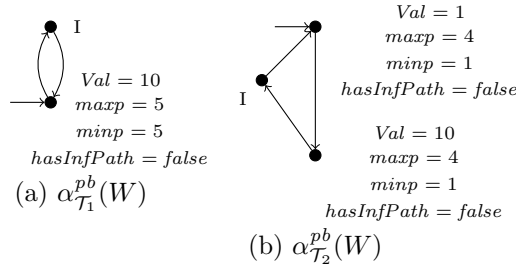 I
Val = 10
maxp = 5
minp = 5
hasInfPath = false
(a) α^{pb}_{𝒯_1}(W)
Val = 1
maxp = 4
minp = 1
hasInfPath = false
I
Val = 10
maxp = 4
minp = 1
hasInfPath = false
(b) α^{pb}_{𝒯_2}(W)